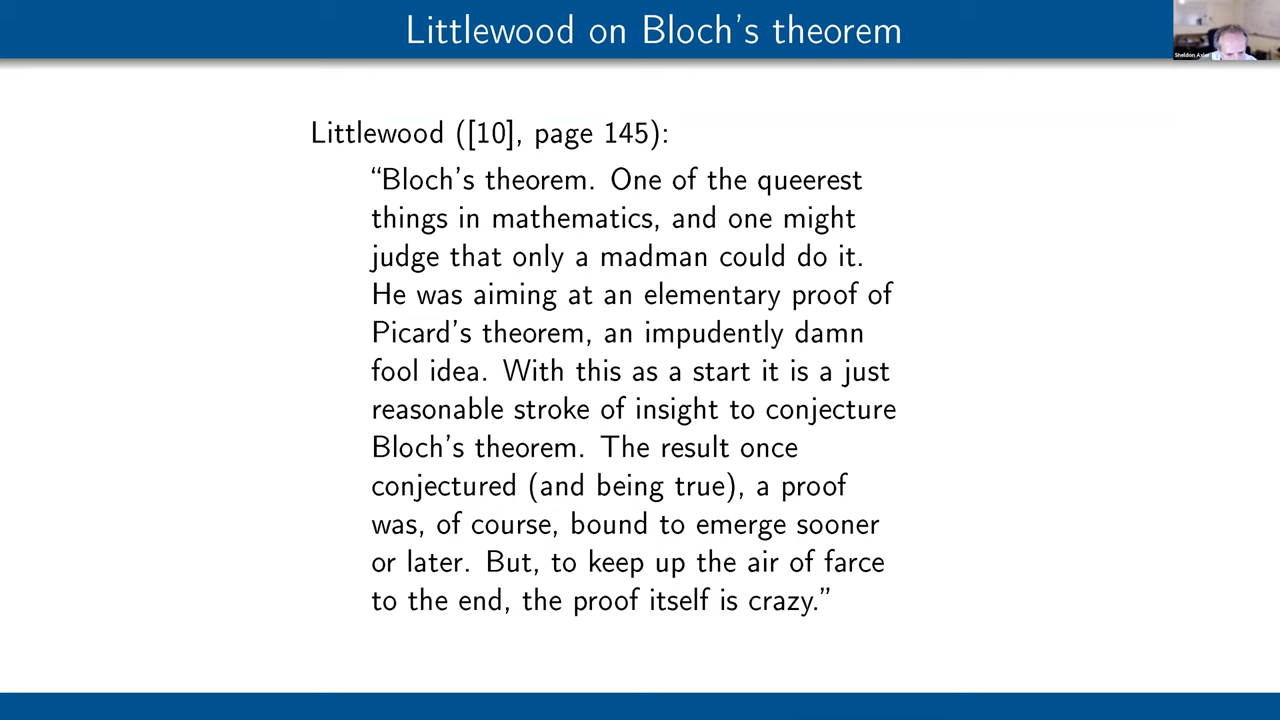 Littlewood on Bloch's theorem
Sheldon Axler
Littlewood ([10], page 145):
“Bloch's theorem. One of the queerest
things in mathematics, and one might
judge that only a madman could do it.
He was aiming at an elementary proof of
Picard's theorem, an impudently damn
fool idea. With this as a start it is a just
reasonable stroke of insight to conjecture
Bloch's theorem. The result once
conjectured (and being true), a proof
was, of course, bound to emerge sooner
or later. But, to keep up the air of farce
to the end, the proof itself is crazy.”